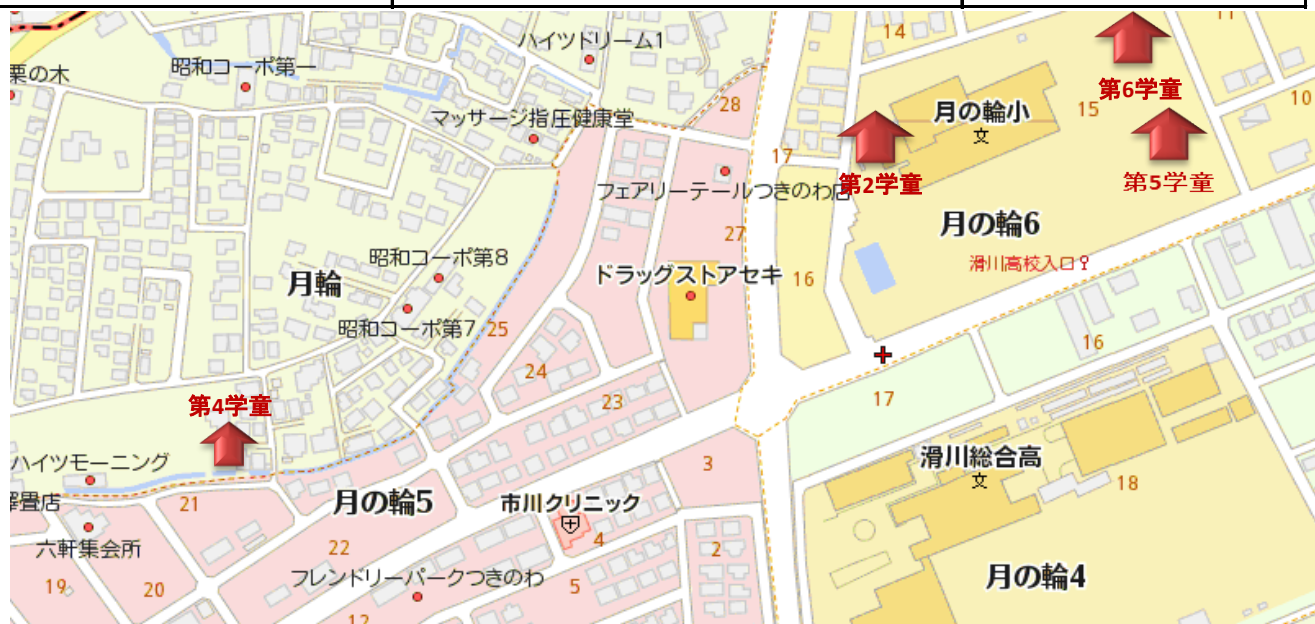 ハイツドリーム1
14
11
昭和コーポ第一
栗の木
第6学童
28
月の輪小
15
10
マッサージ指圧健康堂
17
第2学童
第5学童
フェアリーテールつきのわ店
月の輪6
27
昭和コーポ第8
滑川高校入口
月輪
ドラッグストアセキ
16
昭和コーポ第7
25
16
24
第4学童
23
17
ハイツモーニング
3
滑川総合高
18
21
月の輪5
市川クリニック
畳店
六軒集会所
22
4
2
フレンドリーパークつきのわ
5
月の輪4
19
20
12